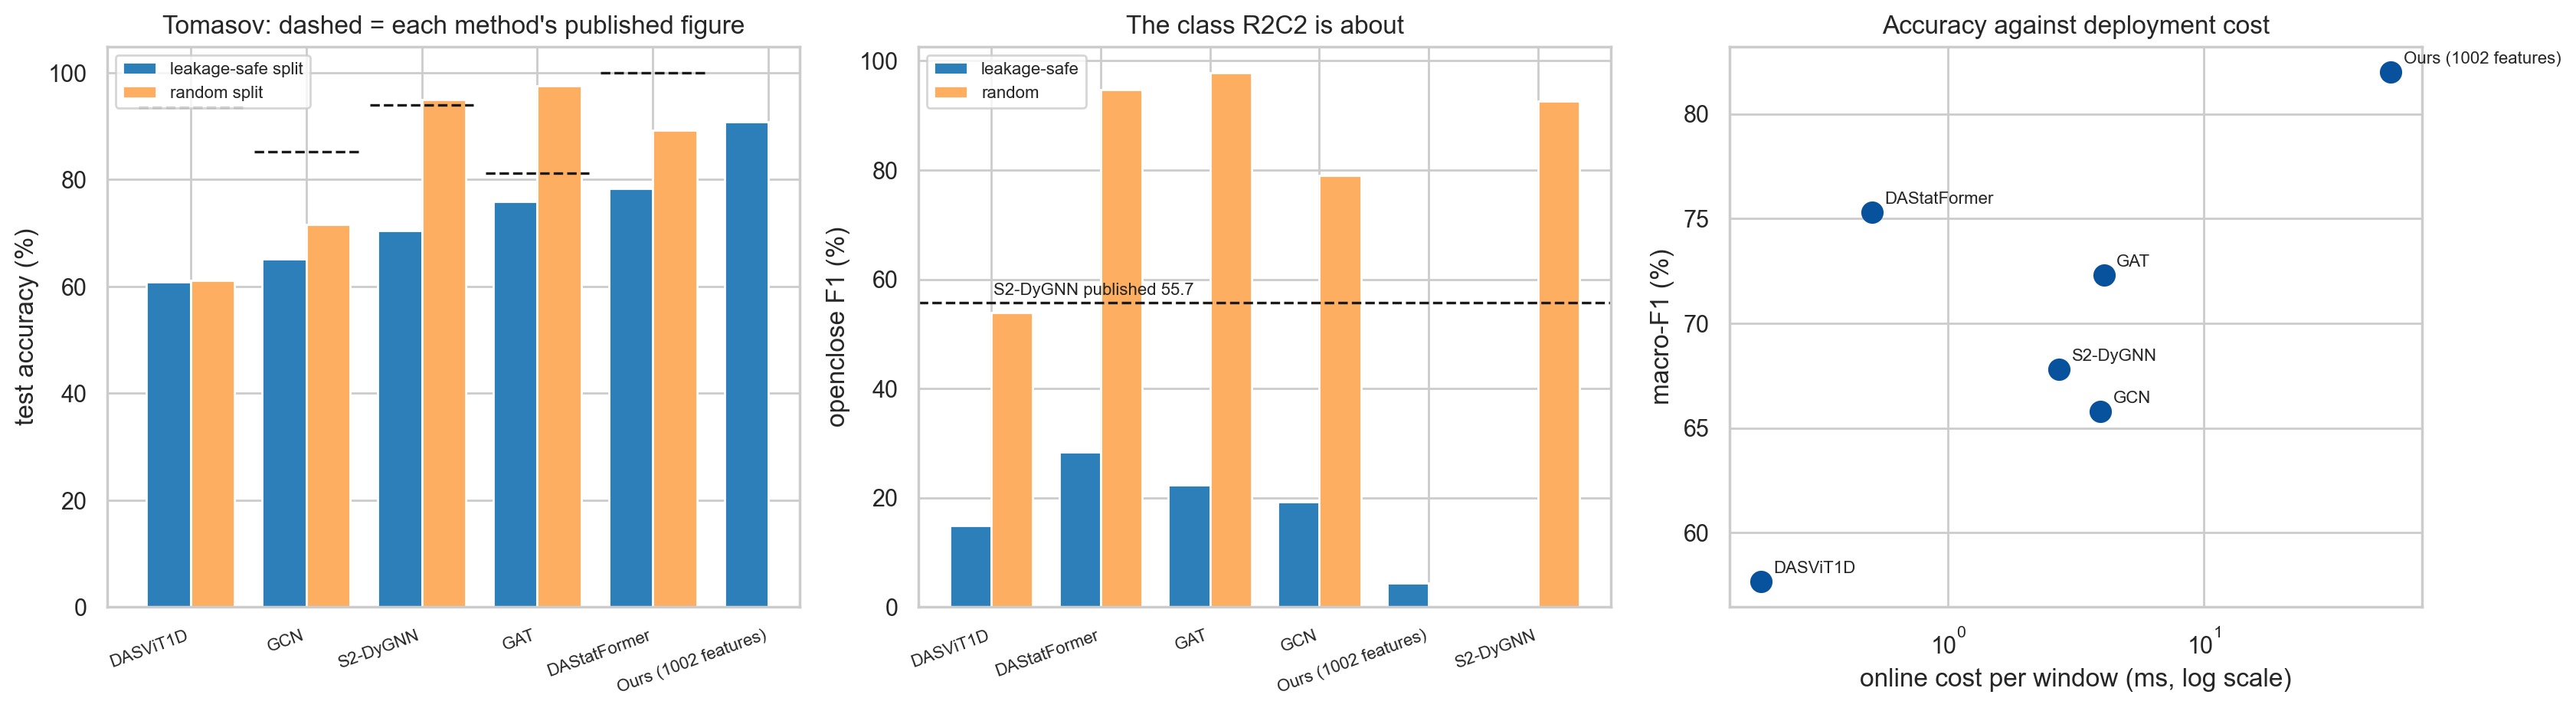 Tomasov: dashed = each method's published figure
leakage-safe split
random split
100
80
60
40
20
0
test accuracy (%)
DASViT1D
GCN
S2-DyGNN
GAT
DAStatFormer
Ours (1002 features)
The class R2C2 is about
leakage-safe
random
100
80
60
40
20
0
openclose F1 (%)
S2-DyGNN published 55.7
DASViT1D
DAStatFormer
GAT
GCN
Ours (1002 features)
S2-DyGNN
Accuracy against deployment cost
Ours (1002 features)
DAStatFormer
GAT
S2-DyGNN
GCN
DASViT1D
80
75
70
65
60
macro-F1 (%)
10⁰
10¹
online cost per window (ms, log scale)